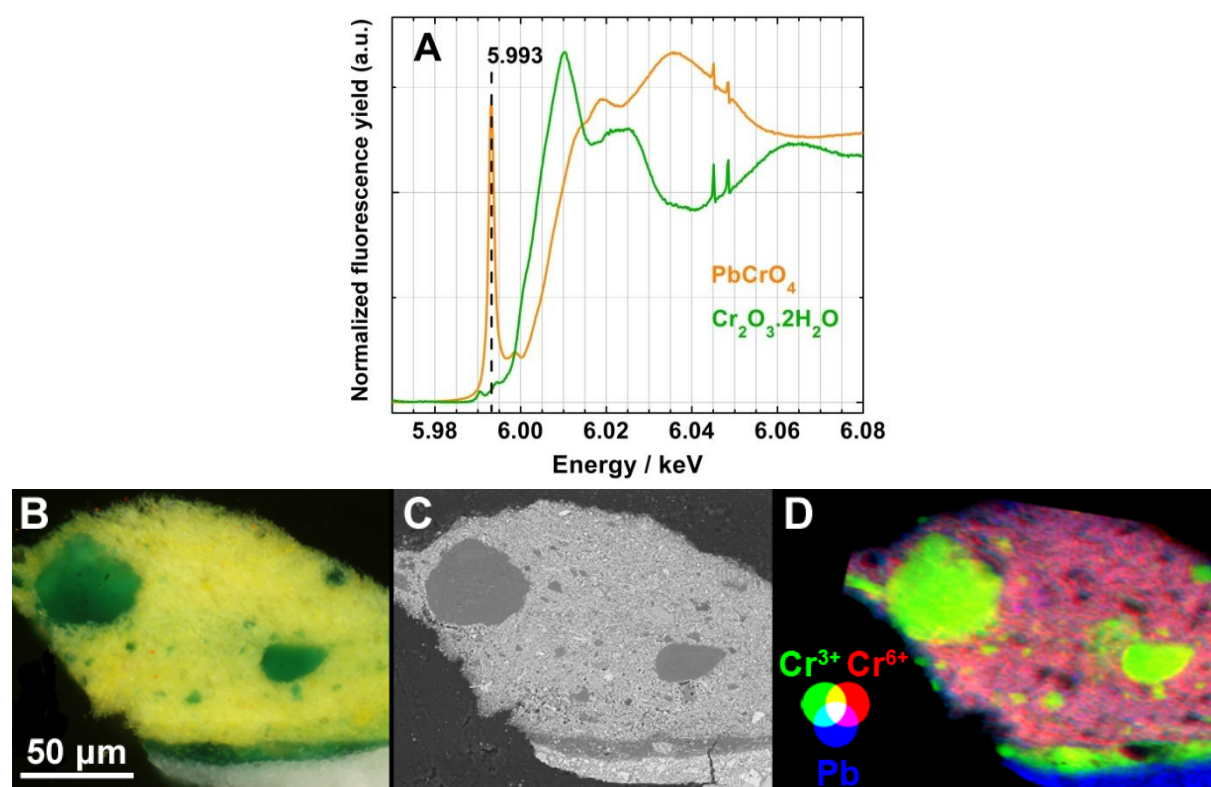 A
5.993
Normalized fluorescence yield (a.u.)
PbCrO₄
Cr₂O₃.2H₂O
5.98 6.00 6.02 6.04 6.06 6.08
Energy / keV
B
C
D
50 µm
Cr³⁺ Cr⁶⁺
Pb